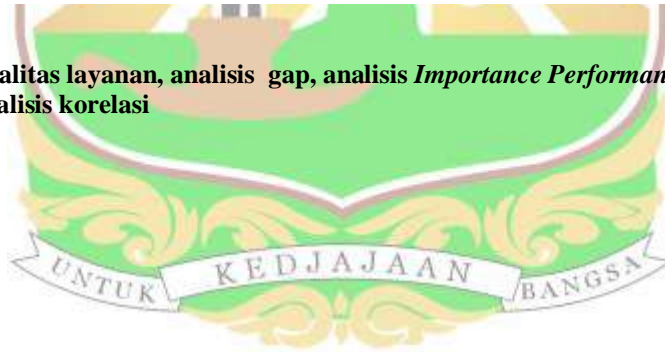 alitas layanan, analisis gap, analisis Importance Performan
alisis korelasi
UNTUK KEDJAJAAN BANGSA